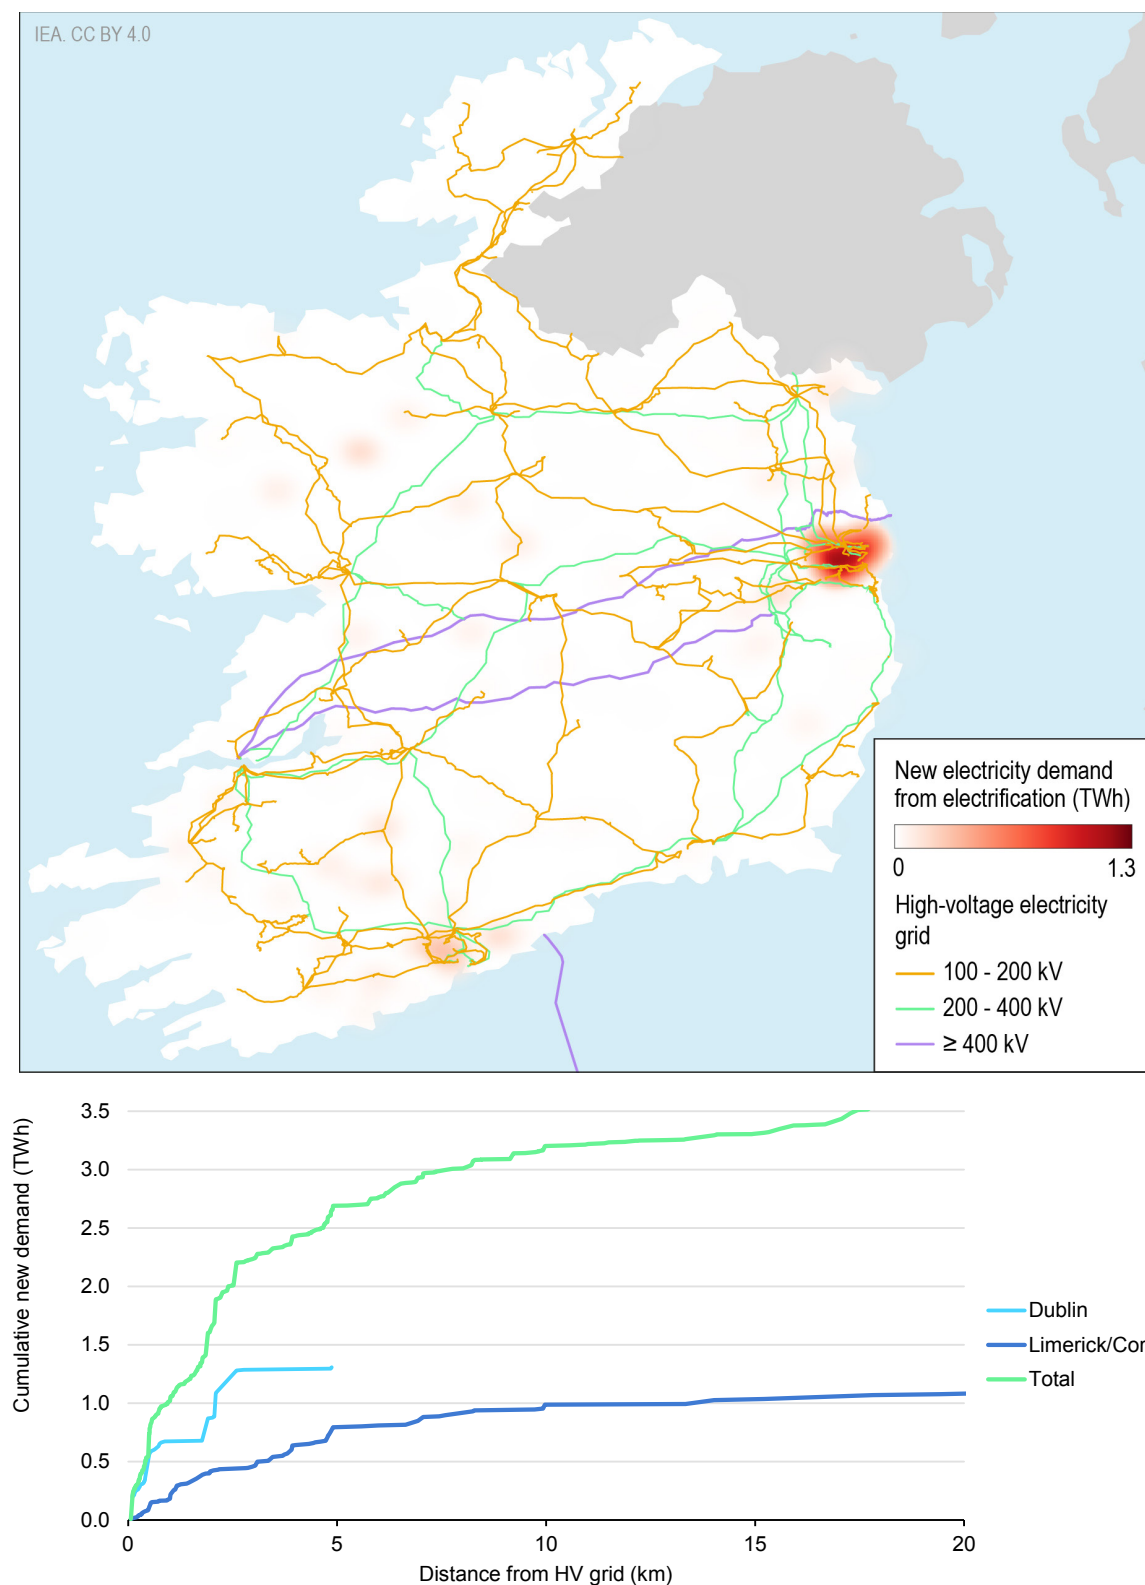 IEA. CC BY 4.0
New electricity demand
from electrification (TWh)
0 1.3
High-voltage electricity
grid
100 - 200 kV
200 - 400 kV
≥ 400 kV
Cumulative new demand (TWh)
3.5
3.0
2.5
2.0
1.5
1.0
0.5
0.0
0 5 10 15 20
Distance from HV grid (km)
Dublin
Limerick/Cor
Total